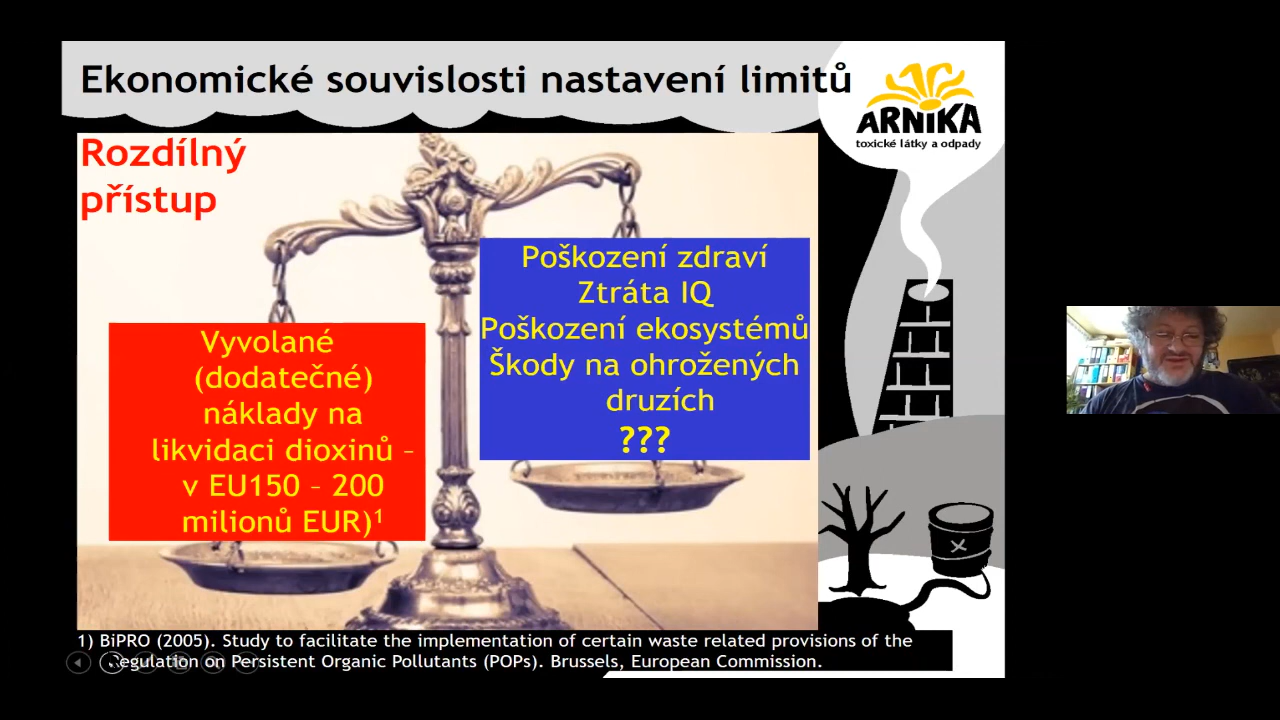 Ekonomické souvislosti nastavení limitů
ARNIKA
toxické látky a odpady
Rozdílný
přístup
Poškození zdraví
Ztráta IQ
Poškození ekosystémů
Škody na ohrožených
druzích
???
Vyvolané
(dodatečné)
náklady na
likvidaci dioxinů –
v EU150 – 200
milionů EUR)¹
1) BiPRO (2005). Study to facilitate the implementation of certain waste related provisions of the
Regulation on Persistent Organic Pollutants (POPs). Brussels, European Commission.